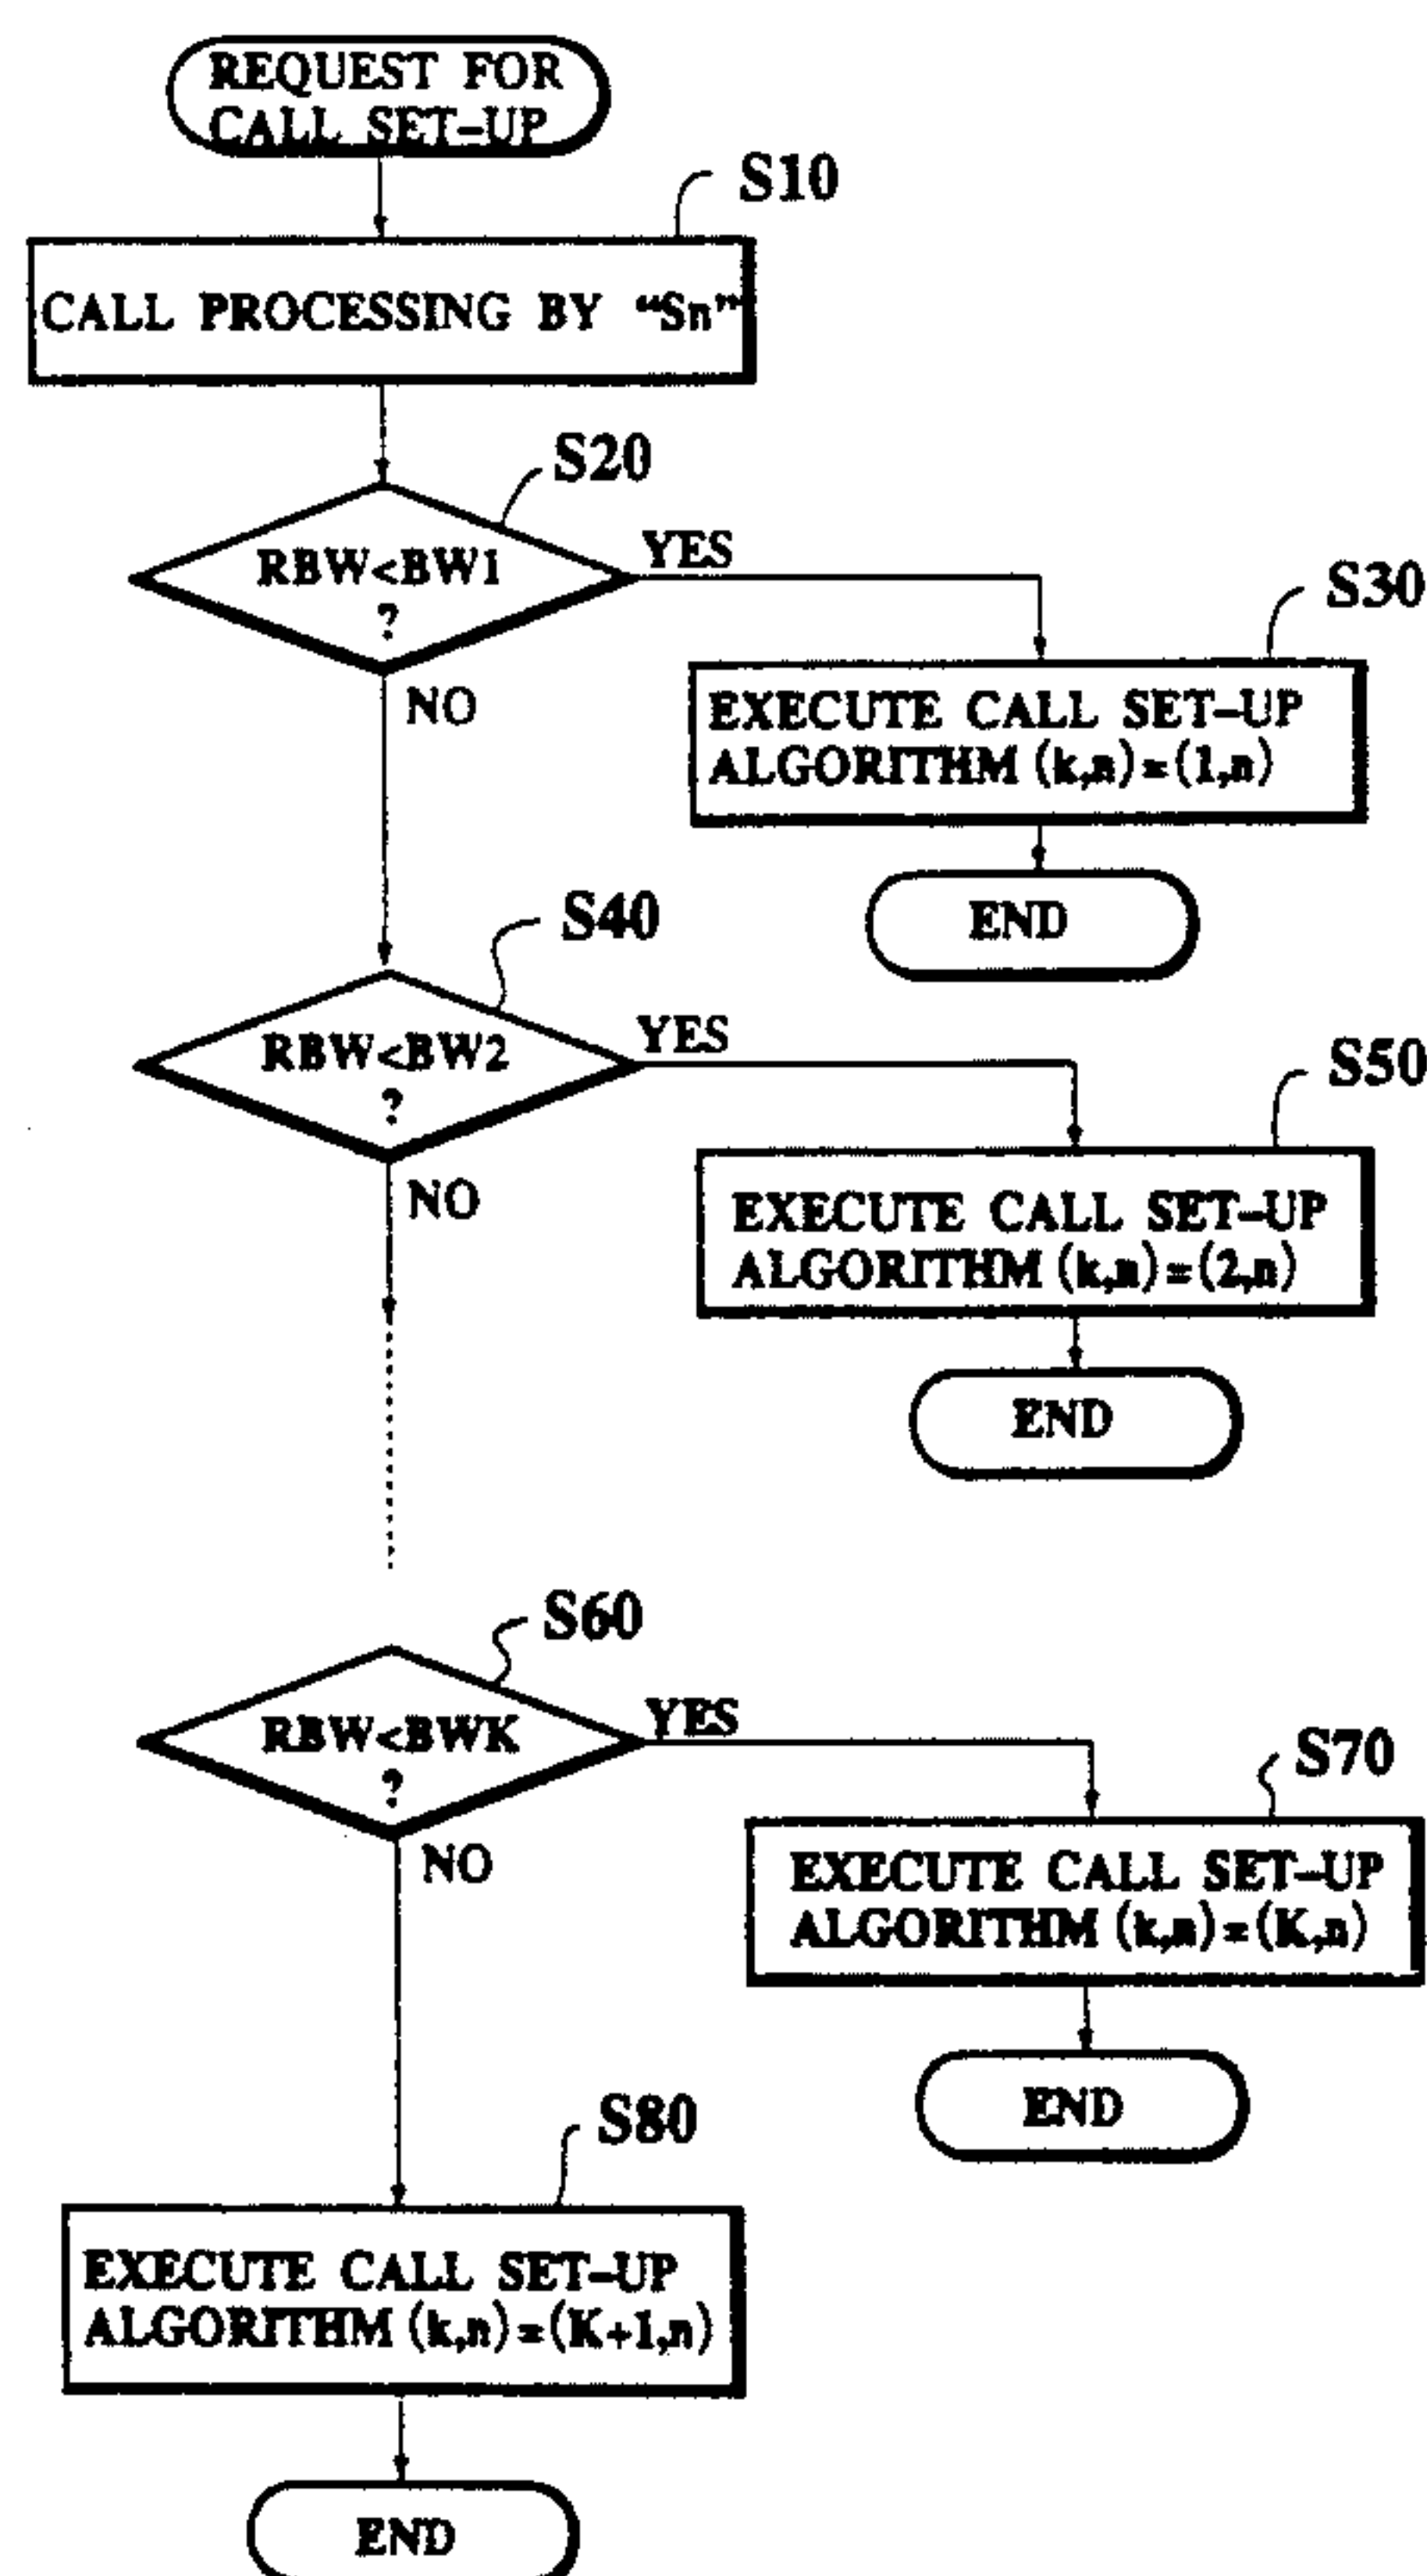 REQUEST FOR
CALL SET-UP
S10
CALL PROCESSING BY “Sn”
S20
RBW<BW1
?
YES
NO
S30
EXECUTE CALL SET-UP
ALGORITHM (k,n)=(1,n)
END
S40
RBW<BW2
?
YES
NO
S50
EXECUTE CALL SET-UP
ALGORITHM (k,n)=(2,n)
END
S60
RBW<BWK
?
YES
NO
S70
EXECUTE CALL SET-UP
ALGORITHM (k,n)=(K,n)
END
S80
EXECUTE CALL SET-UP
ALGORITHM (k,n)=(K+1,n)
END